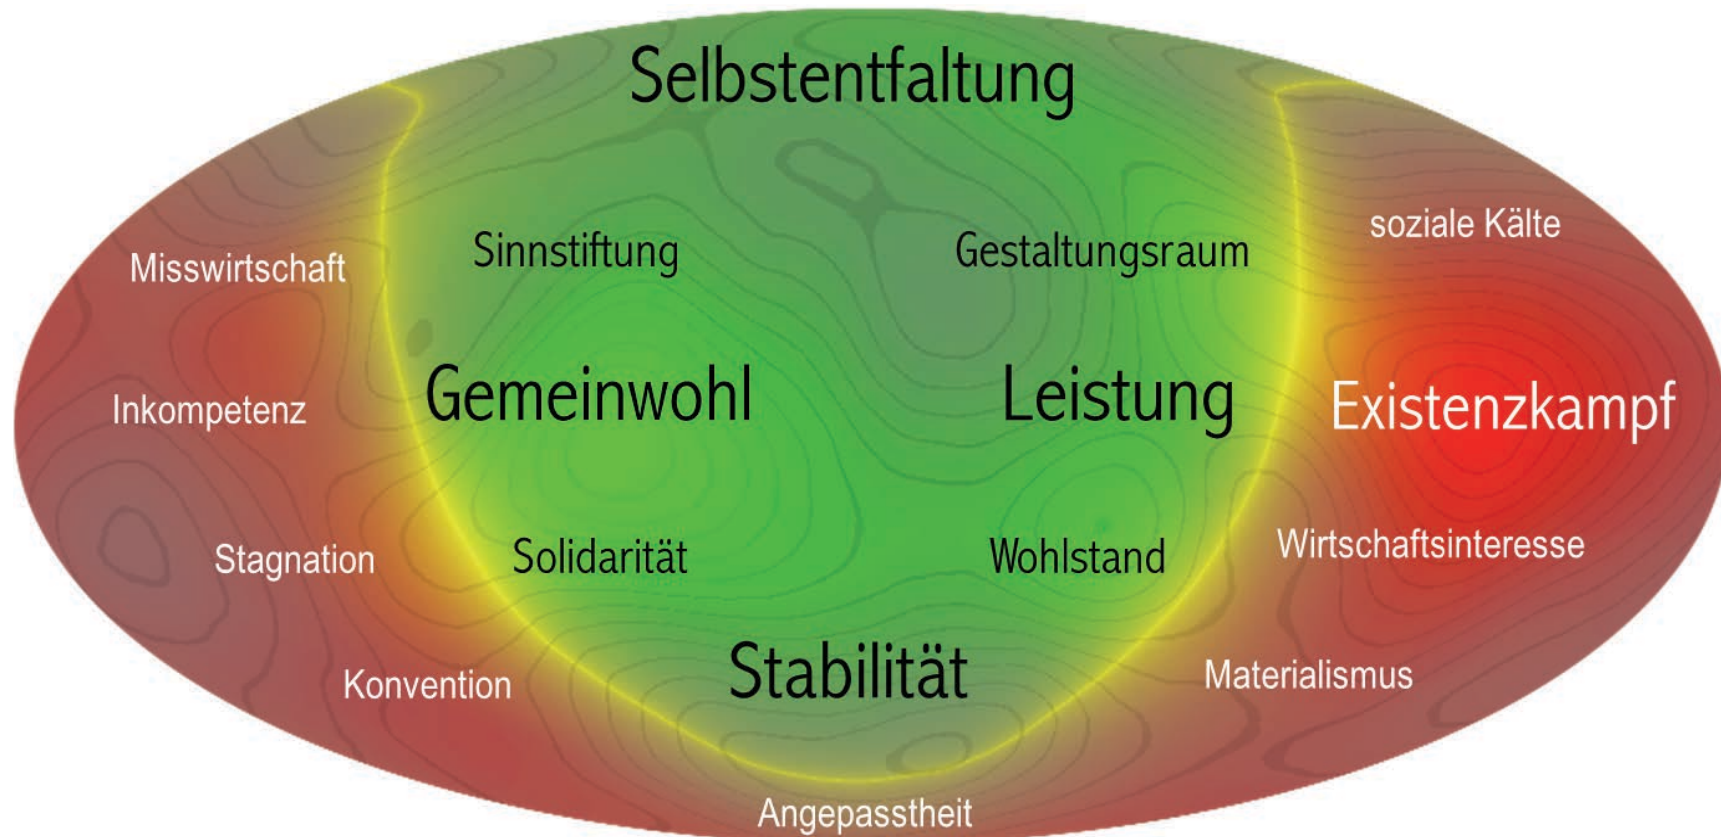 Selbstentfaltung
soziale Kälte
Misswirtschaft
Sinnstiftung
Gestaltungsraum
Gemeinwohl
Leistung
Existenzkampf
Inkompetenz
Stagnation
Solidarität
Wohlstand
Wirtschaftsinteresse
Konvention
Stabilität
Materialismus
Angepasstheit